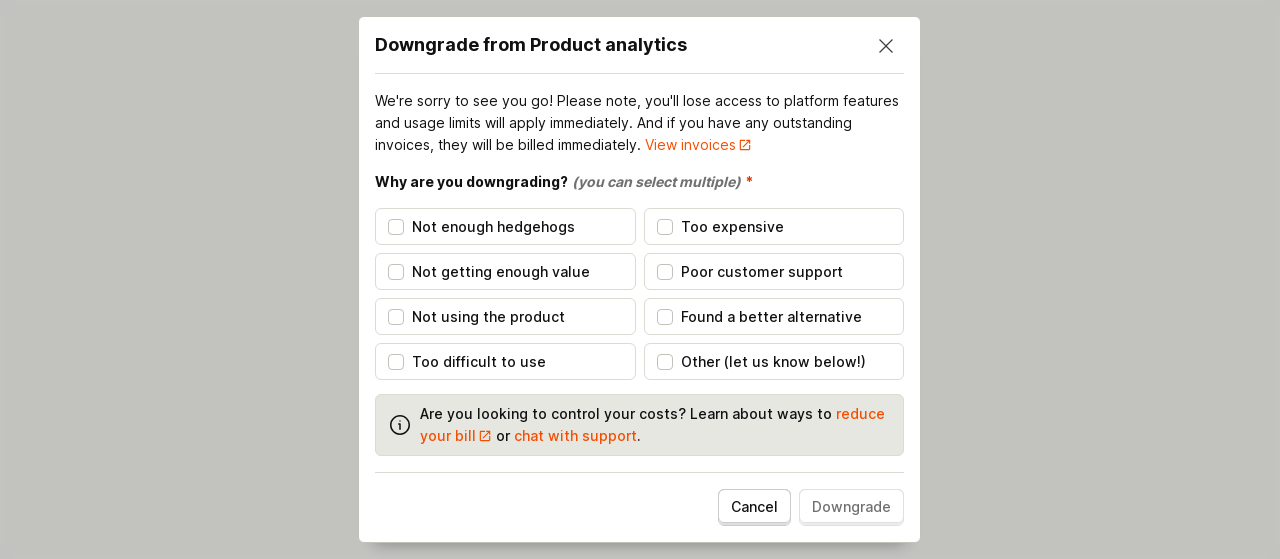 Downgrade from Product analytics
We're sorry to see you go! Please note, you'll lose access to platform features
and usage limits will apply immediately. And if you have any outstanding
invoices, they will be billed immediately. View invoices
Why are you downgrading? (you can select multiple) *
Not enough hedgehogs
Too expensive
Not getting enough value
Poor customer support
Not using the product
Found a better alternative
Too difficult to use
Other (let us know below!)
Are you looking to control your costs? Learn about ways to reduce
your bill or chat with support.
Cancel
Downgrade